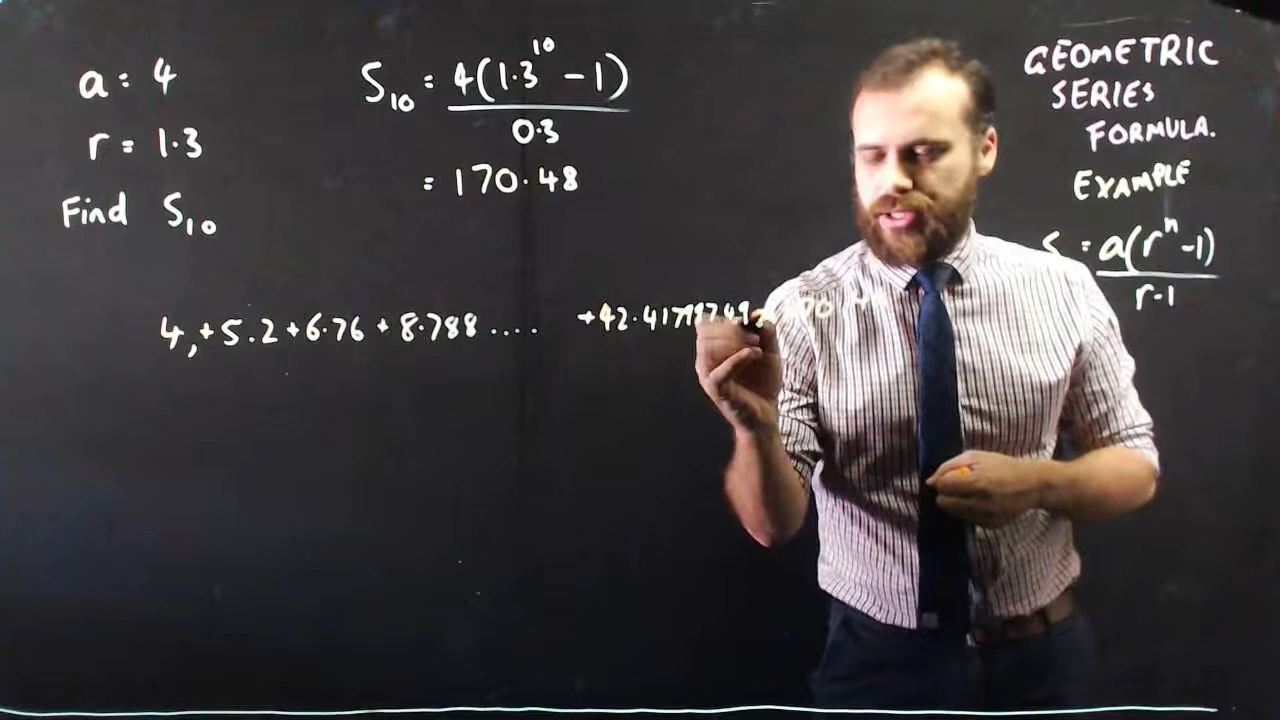 a = 4
r = 1.3
Find S10
S10 = 4(1.3^10 - 1)
0.3
= 170.48
GEOMETRIC
SERIES
FORMULA.
EXAMPLE
= a(r^n - 1)
r-1
4, +5.2 +6.76 + 8.788 ....